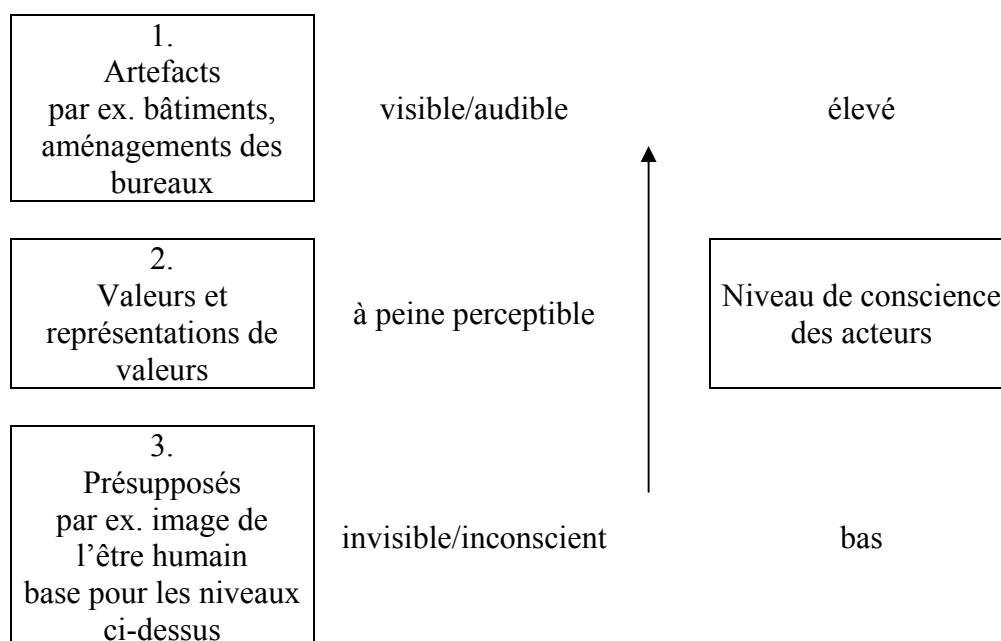 1.
Artefacts
par ex. bâtiments,
aménagements des
bureaux
visible/audible
élevé
2.
Valeurs et
représentations de
valeurs
à peine perceptible
Niveau de conscience
des acteurs
3.
Présupposés
par ex. image de
l’être humain
base pour les niveaux
ci-dessus
invisible/inconscient
bas